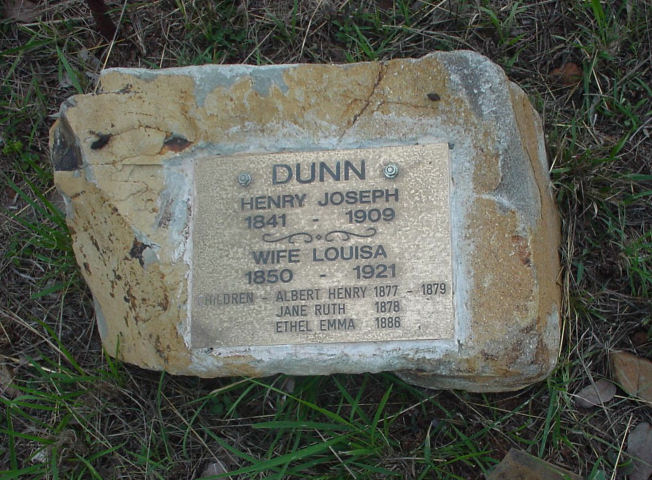 DUNN
HENRY JOSEPH
1841 - 1909
WIFE LOUISA
1850 - 1921
CHILDREN - ALBERT HENRY 1877 - 1879
JANE RUTH 1878
ETHEL EMMA 1886